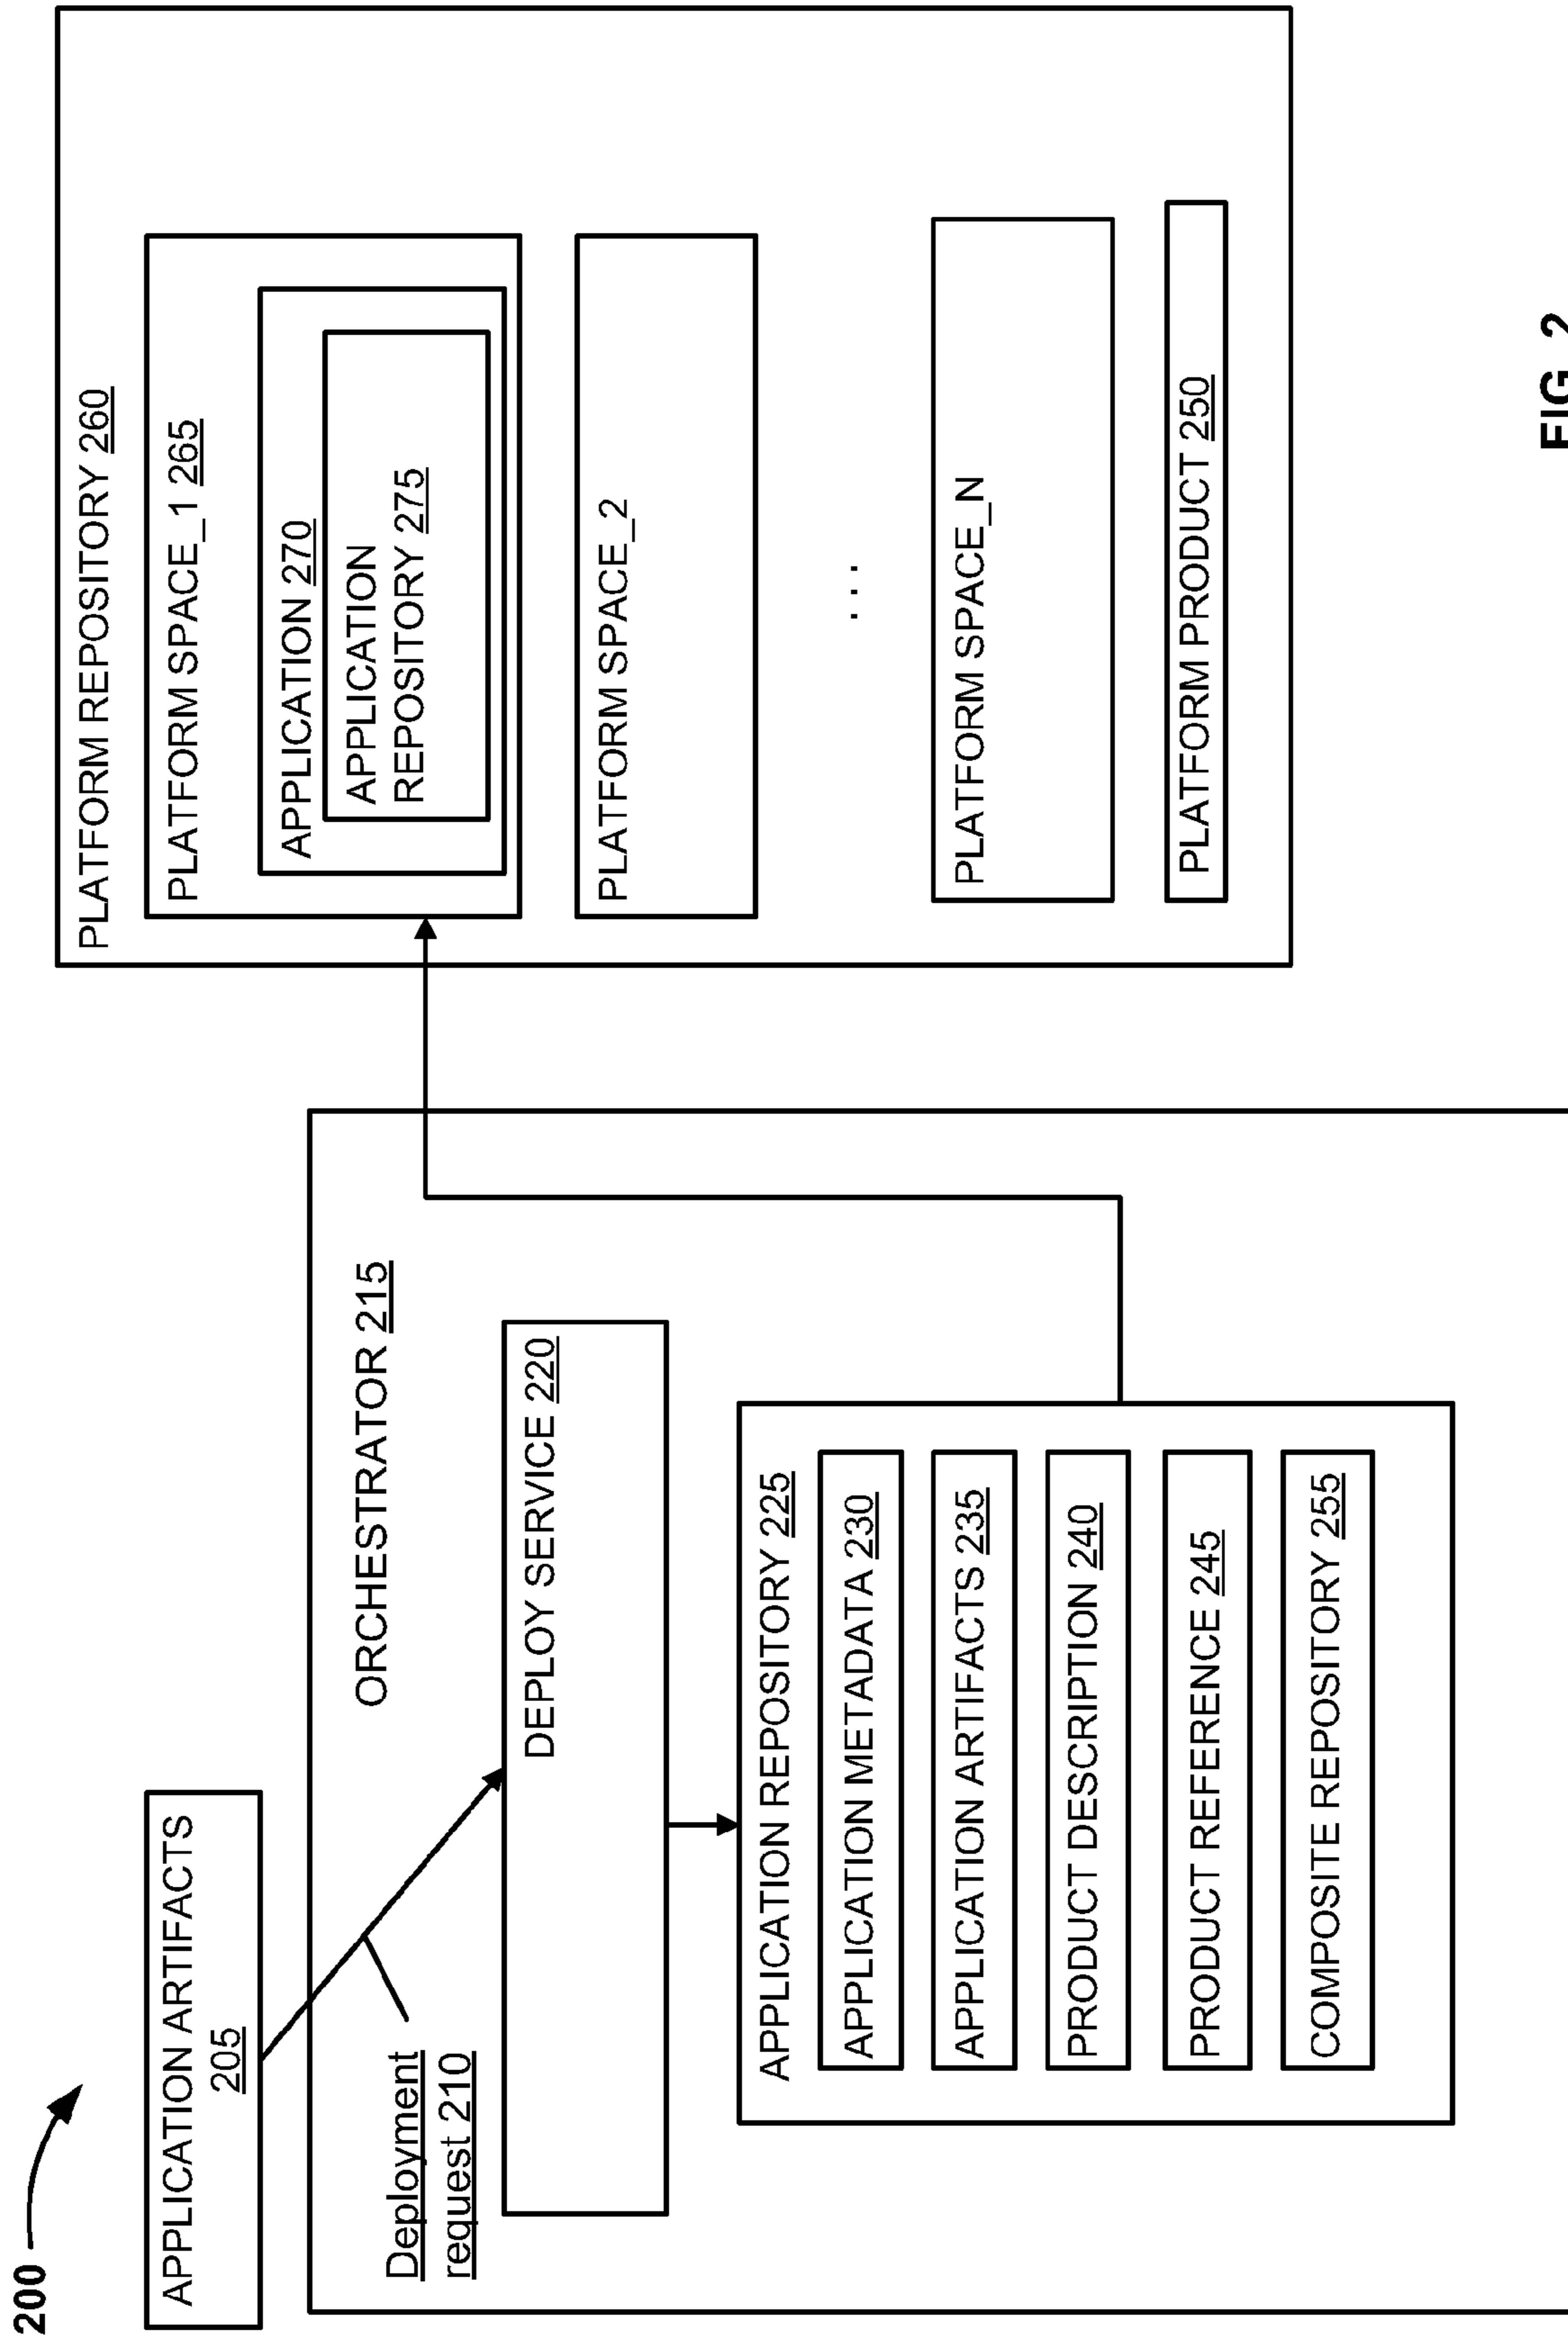 200
APPLICATION ARTIFACTS
205
Deployment
request 210
ORCHESTRATOR 215
DEPLOY SERVICE 220
APPLICATION REPOSITORY 225
APPLICATION METADATA 230
APPLICATION ARTIFACTS 235
PRODUCT DESCRIPTION 240
PRODUCT REFERENCE 245
COMPOSITE REPOSITORY 255
PLATFORM REPOSITORY 260
PLATFORM SPACE_1 265
APPLICATION 270
APPLICATION
REPOSITORY 275
PLATFORM SPACE_2
. . .
PLATFORM SPACE_N
PLATFORM PRODUCT 250
FIG. 2